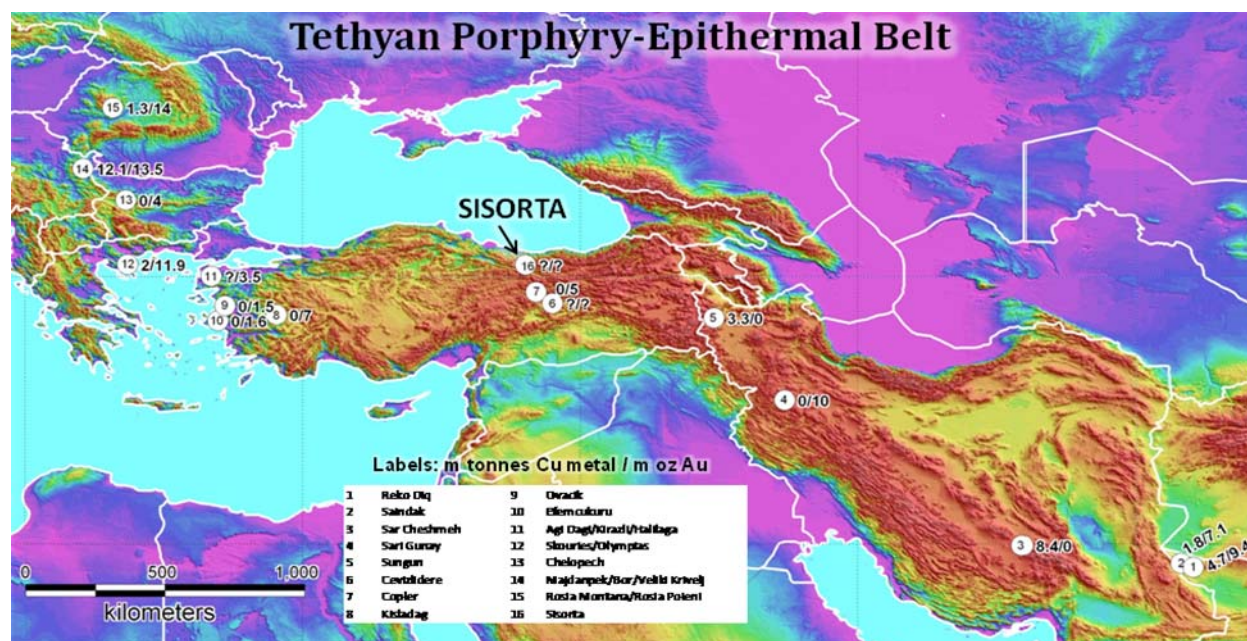 Tethyan Porphyry-Epithermal Belt
15 1.3/14
14 12.1/13.5
13 0/4
SISORTA
12 2/11.9
16 ?/?
11 ?/3.5
7 0/5
6 ?/?
9 0/1.5
8 0/7
10 0/1.6
5 3.3/0
4 0/10
Labels: m tonnes Cu metal / m oz Au
1 Reko Diq 9 Ovacik
2 Saindak 10 Efemcukuru
3 Sar Cheshmeh 11 Agi Dagi/Kirazli/Halilaga
4 Sari Gunay 12 Skouries/Olymptas
5 Sungun 13 Chelopech
6 Cevizlidere 14 Majdanpek/Bor/Veliki Krivelj
7 Copler 15 Rosia Montana/Rosia Poieni
8 Kisladag 16 Sisorta
3 8.4/0
2 1.8/7.1
1 4.7/9.4
0 500 1,000
kilometers